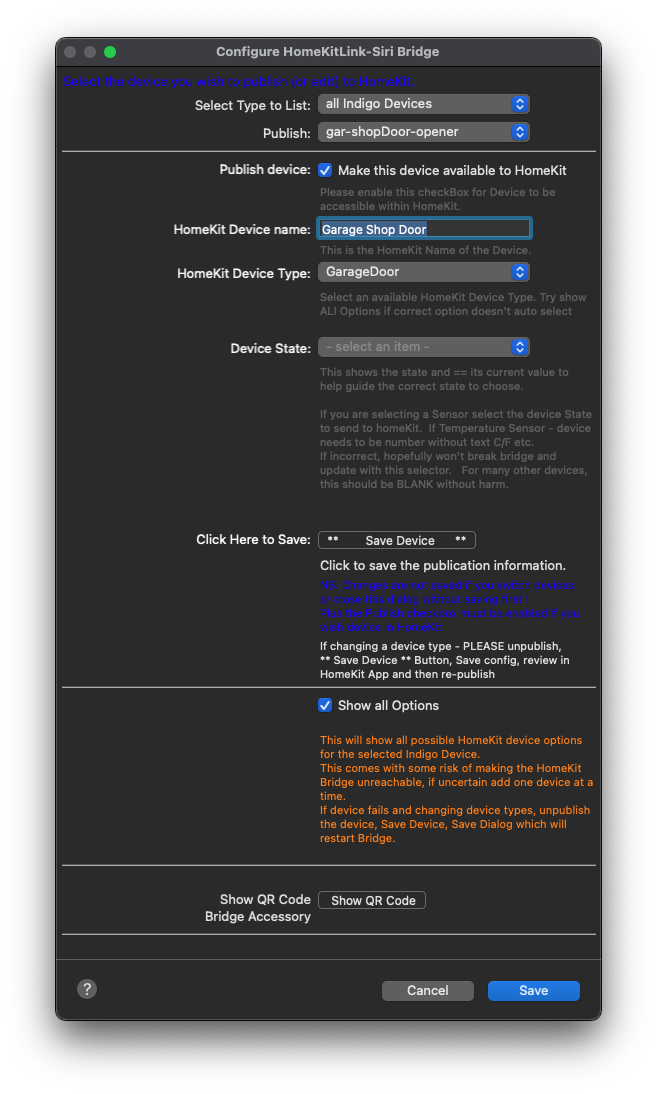 Configure HomeKitLink-Siri Bridge
Select the device you wish to publish (or edit) to HomeKit.
Select Type to List: all Indigo Devices
Publish: gar-shopDoor-opener
Publish device: Make this device available to HomeKit
Please enable this checkBox for Device to be
accessible within HomeKit.
HomeKit Device name: Garage Shop Door
This is the HomeKit Name of the Device.
HomeKit Device Type: GarageDoor
Select an available HomeKit Device Type. Try show
ALl Options if correct option doesn't auto select
Device State: - select an item -
This shows the state and == its current value to
help guide the correct state to choose.
If you are selecting a Sensor select the device State
to send to homeKit. If Temperature Sensor - device
needs to be number without text C/F etc.
If incorrect, hopefully won't break bridge and
update with this selector. For many other devices,
this should be BLANK without harm.
Click Here to Save: ** Save Device **
Click to save the publication information.
NB: Changes are not saved if you switch devices
or close this dialog without saving first!
Plus the Publish checkbox must be enabled if you
wish device in HomeKit.
If changing a device type - PLEASE unpublish,
** Save Device ** Button, Save config, review in
HomeKit App and then re-publish
Show all Options
This will show all possible HomeKit device options
for the selected Indigo Device.
This comes with some risk of making the HomeKit
Bridge unreachable, if uncertain add one device at a
time.
If device fails and changing device types, unpublish
the device, Save Device, Save Dialog which will
restart Bridge.
Show QR Code Show QR Code
Bridge Accessory
? Cancel Save